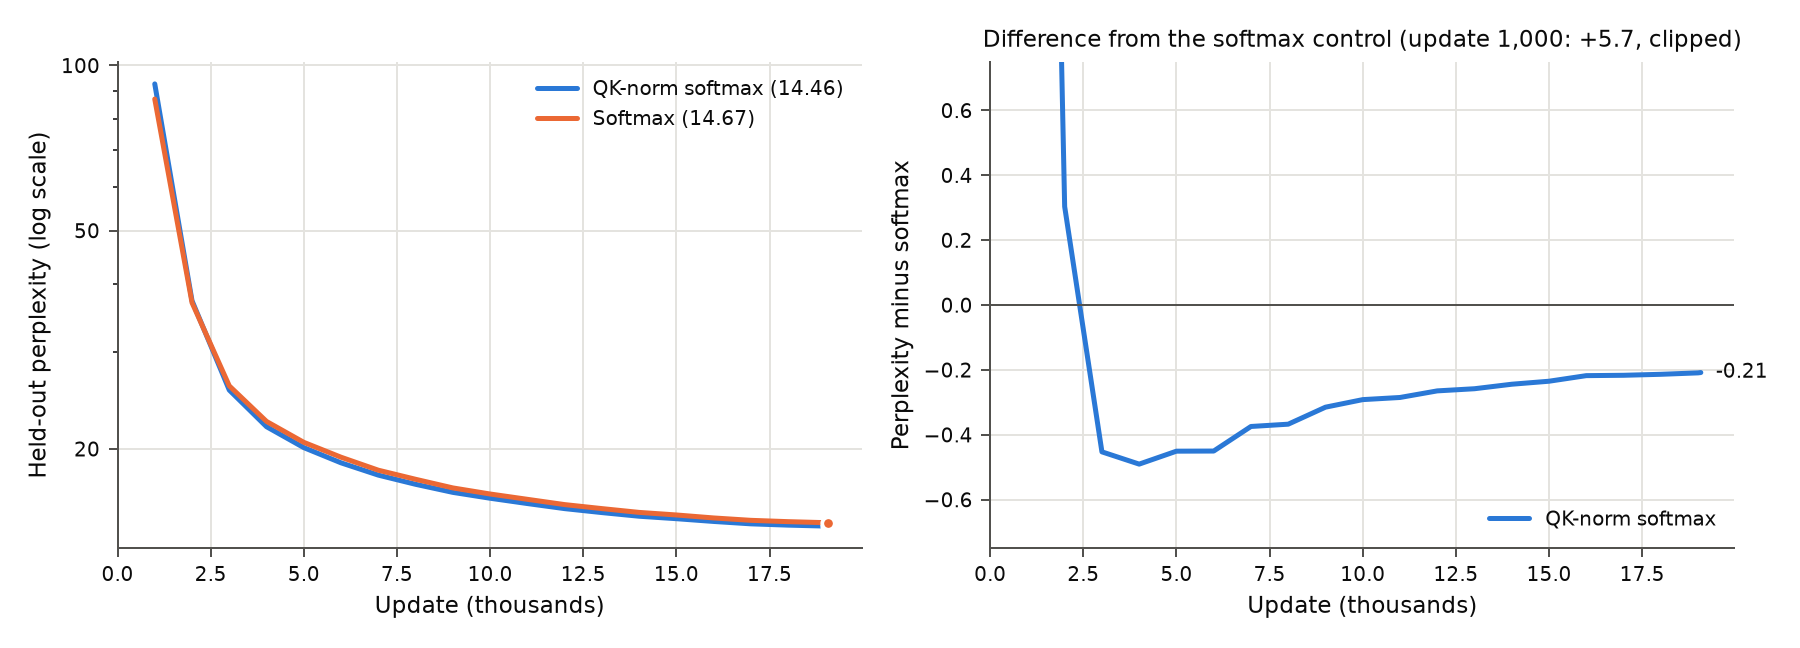 Held-out perplexity (log scale)
100
50
20
QK-norm softmax (14.46)
Softmax (14.67)
0.0 2.5 5.0 7.5 10.0 12.5 15.0 17.5
Update (thousands)
Difference from the softmax control (update 1,000: +5.7, clipped)
Perplexity minus softmax
0.6
0.4
0.2
0.0
−0.2
−0.4
−0.6
-0.21
QK-norm softmax
0.0 2.5 5.0 7.5 10.0 12.5 15.0 17.5
Update (thousands)